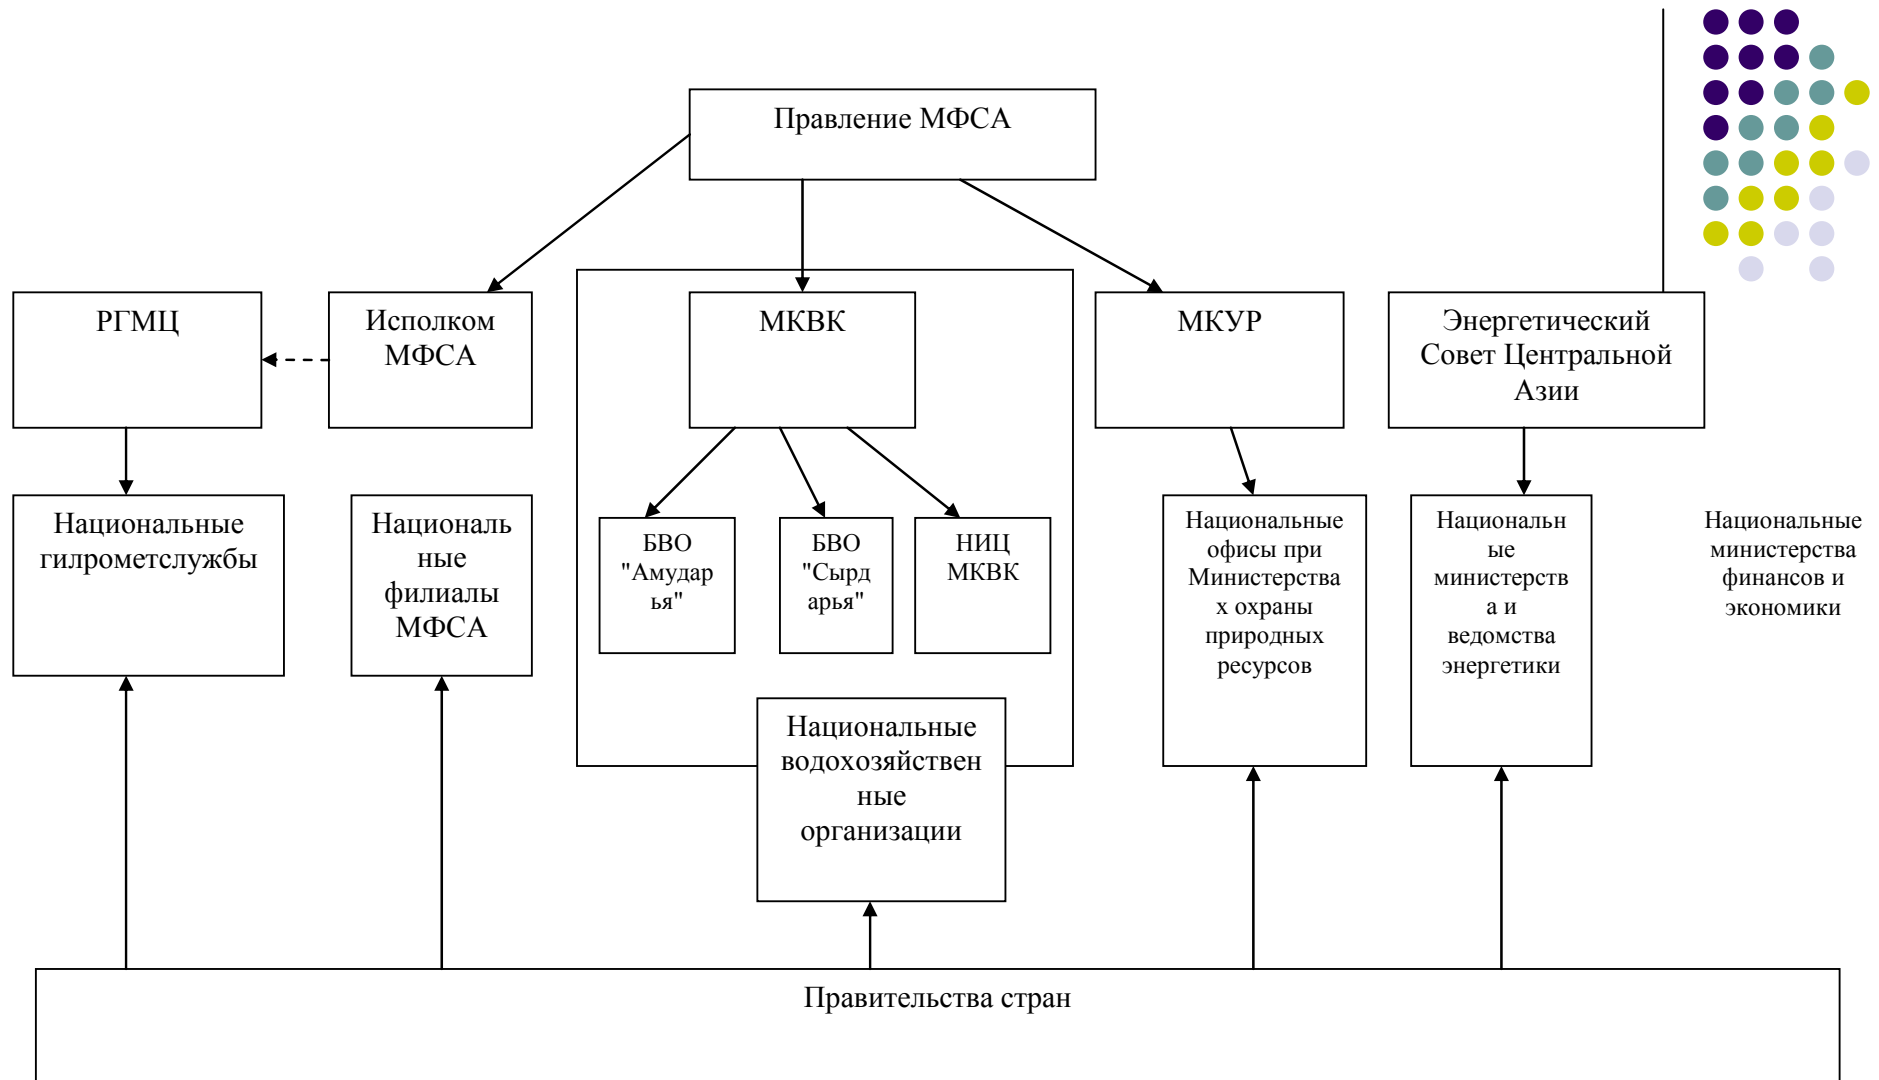 Правление МФСА
РГМЦ
Исполком
МФСА
МКВК
МКУР
Энергетический
Совет Центральной
Азии
Национальные
гилрометслужбы
Националь
ные
филиалы
МФСА
БВО
"Амудар
ья"
БВО
"Сырд
арья"
НИЦ
МКВК
Национальные
офисы при
Министерства
х охраны
природных
ресурсов
Национальн
ые
министерств
а и
ведомства
энергетики
Национальные
министерства
финансов и
экономики
Национальные
водохозяйствен
ные
организации
Правительства стран